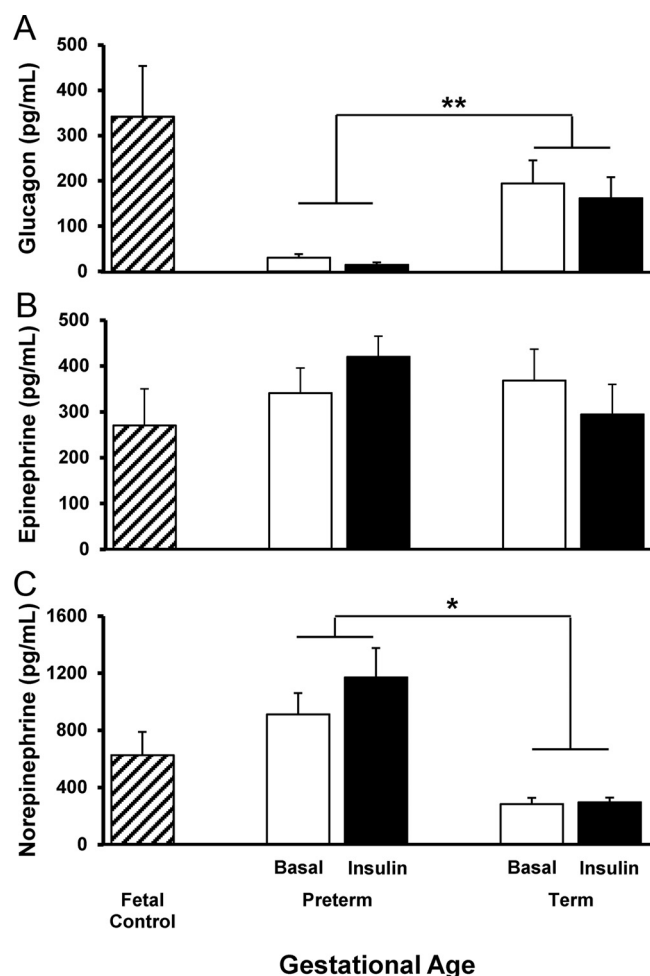 A
Glucagon (pg/mL)
500
400
300
200
100
0
**
B
Epinephrine (pg/mL)
500
400
300
200
100
0
C
Norepinephrine (pg/mL)
1600
1200
800
400
0
*
Basal Insulin Basal Insulin
Fetal Control Preterm Term
Gestational Age